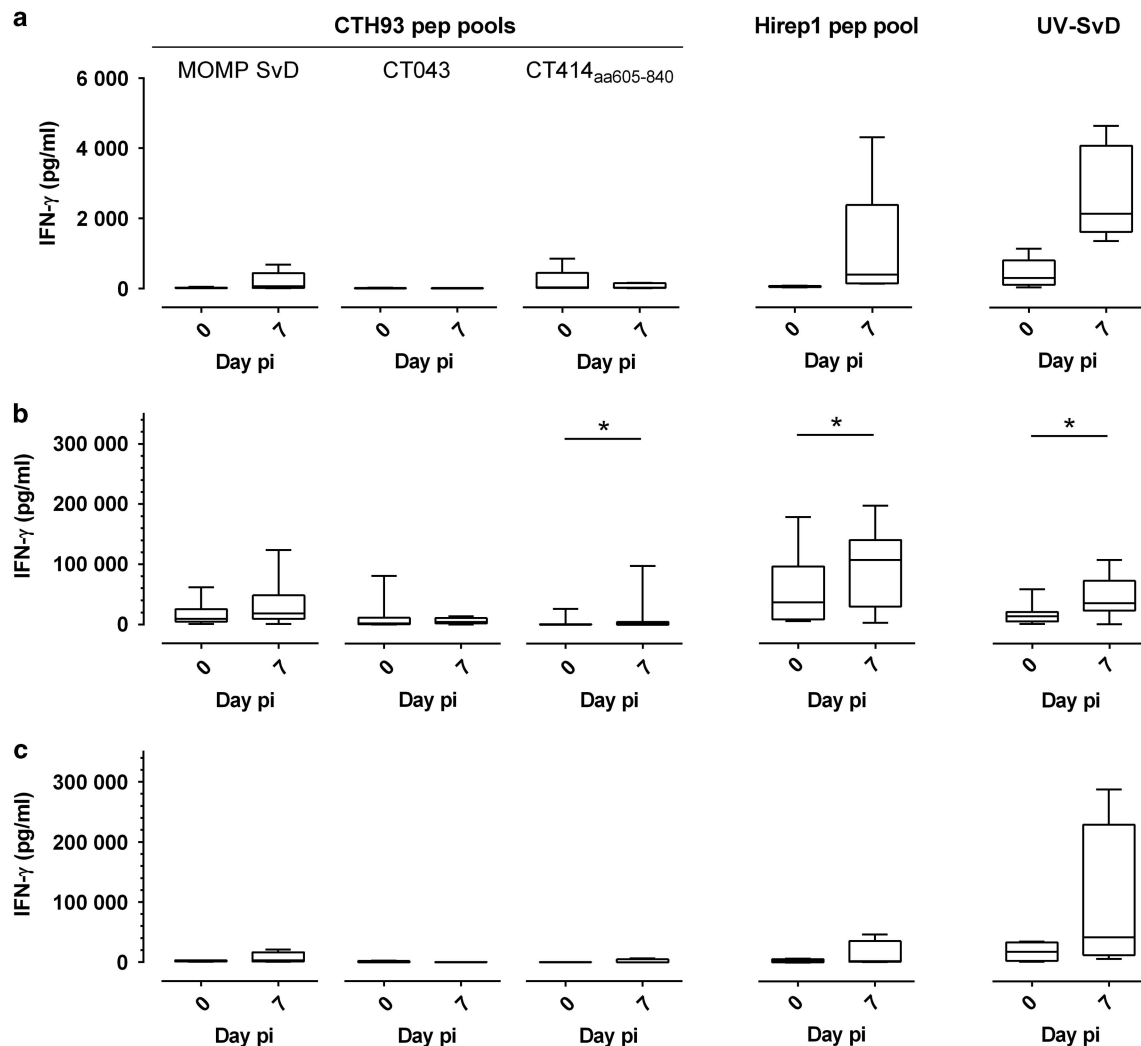 a
CTH93 pep pools
Hirep1 pep pool
UV-SvD
MOMP SvD
CT043
CT414aa605-840
IFN-γ (pg/ml)
6 000
4 000
2 000
0
0 7
0 7
0 7
0 7
0 7
Day pi
Day pi
Day pi
Day pi
Day pi
b
IFN-γ (pg/ml)
300 000
200 000
100 000
0
*
*
*
0 7
0 7
0 7
0 7
0 7
Day pi
Day pi
Day pi
Day pi
Day pi
c
IFN-γ (pg/ml)
300 000
200 000
100 000
0
0 7
0 7
0 7
0 7
0 7
Day pi
Day pi
Day pi
Day pi
Day pi